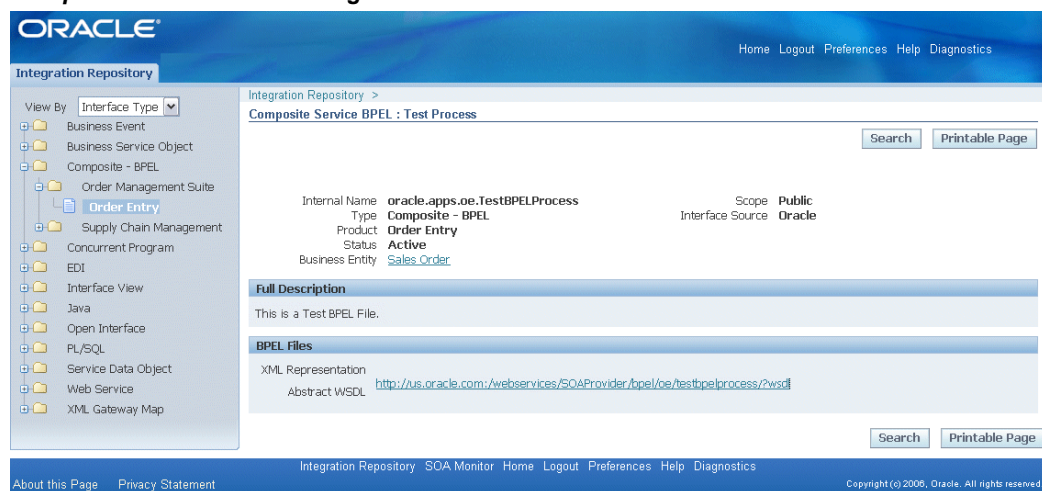 ORACLE
Home Logout Preferences Help Diagnostics
Integration Repository
View By Interface Type
Business Event
Business Service Object
Composite - BPEL
Order Management Suite
Order Entry
Supply Chain Management
Concurrent Program
EDI
Interface View
Java
Open Interface
PL/SQL
Service Data Object
Web Service
XML Gateway Map
Integration Repository >
Composite Service BPEL : Test Process
Search Printable Page
Internal Name oracle.apps.oe.TestBPELProcess
Type Composite - BPEL
Product Order Entry
Status Active
Business Entity Sales Order
Scope Public
Interface Source Oracle
Full Description
This is a Test BPEL File.
BPEL Files
XML Representation
Abstract WSDL http://us.oracle.com:/webservices/SOAProvider/bpel/oe/testbpelprocess/?wsdl
Search Printable Page
Integration Repository SOA Monitor Home Logout Preferences Help Diagnostics
About this Page Privacy Statement
Copyright (c) 2006, Oracle. All rights reserved